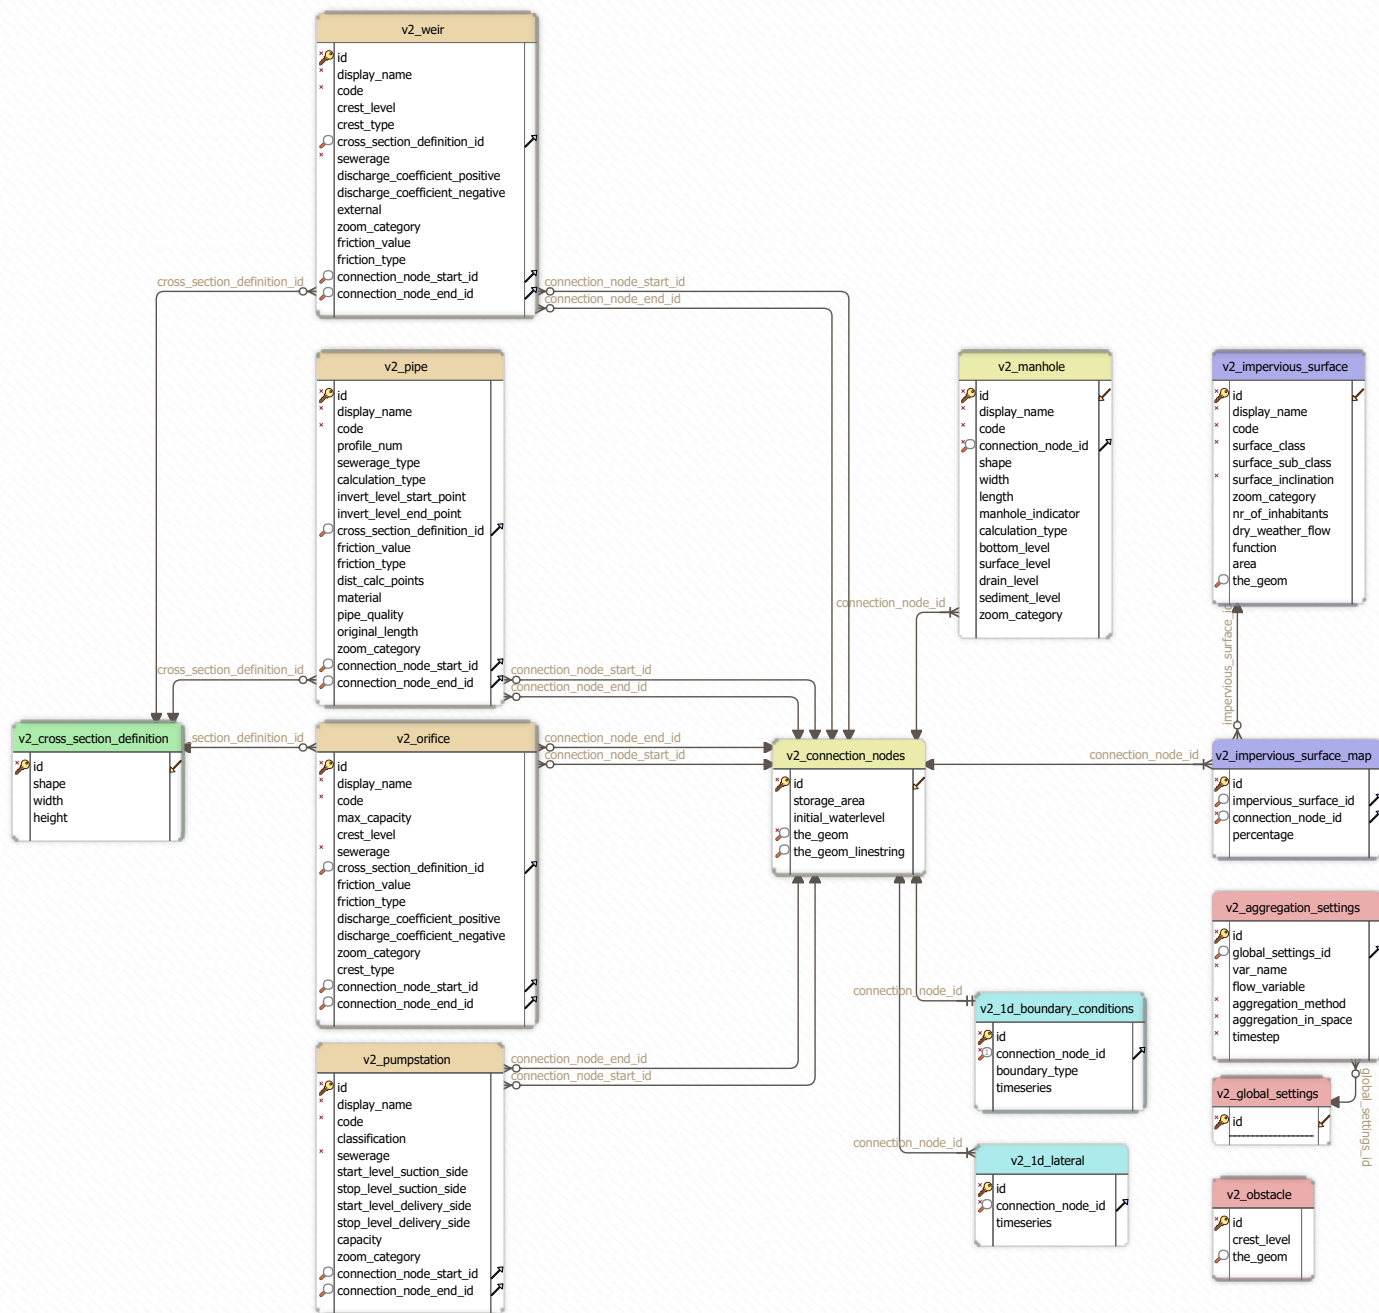 v2_weir
id
display_name
code
crest_level
crest_type
cross_section_definition_id
sewerage
discharge_coefficient_positive
discharge_coefficient_negative
external
zoom_category
friction_value
friction_type
connection_node_start_id
connection_node_end_id
cross_section_definition_id
connection_node_start_id
connection_node_end_id
v2_pipe
id
display_name
code
profile_num
sewerage_type
calculation_type
invert_level_start_point
invert_level_end_point
cross_section_definition_id
friction_value
friction_type
dist_calc_points
material
pipe_quality
original_length
zoom_category
connection_node_start_id
connection_node_end_id
cross_section_definition_id
connection_node_start_id
connection_node_end_id
v2_manhole
id
display_name
code
connection_node_id
shape
width
length
manhole_indicator
calculation_type
bottom_level
surface_level
drain_level
sediment_level
zoom_category
connection_node_id
v2_impervious_surface
id
display_name
code
surface_class
surface_sub_class
surface_inclination
zoom_category
nr_of_inhabitants
dry_weather_flow
function
area
the_geom
impervious_surface_id
v2_cross_section_definition
id
shape
width
height
section_definition_id
v2_orifice
id
display_name
code
max_capacity
crest_level
sewerage
cross_section_definition_id
friction_value
friction_type
discharge_coefficient_positive
discharge_coefficient_negative
zoom_category
crest_type
connection_node_start_id
connection_node_end_id
connection_node_end_id
connection_node_start_id
v2_connection_nodes
id
storage_area
initial_waterlevel
the_geom
the_geom_linestring
connection_node_id
v2_impervious_surface_map
id
impervious_surface_id
connection_node_id
percentage
v2_aggregation_settings
id
global_settings_id
var_name
flow_variable
aggregation_method
aggregation_in_space
timestep
global_settings_id
v2_global_settings
id
v2_pumpstation
id
display_name
code
classification
sewerage
start_level_suction_side
stop_level_suction_side
start_level_delivery_side
stop_level_delivery_side
capacity
zoom_category
connection_node_start_id
connection_node_end_id
connection_node_end_id
connection_node_start_id
connection_node_id
v2_1d_boundary_conditions
id
connection_node_id
boundary_type
timeseries
connection_node_id
v2_1d_lateral
id
connection_node_id
timeseries
v2_obstacle
id
crest_level
the_geom